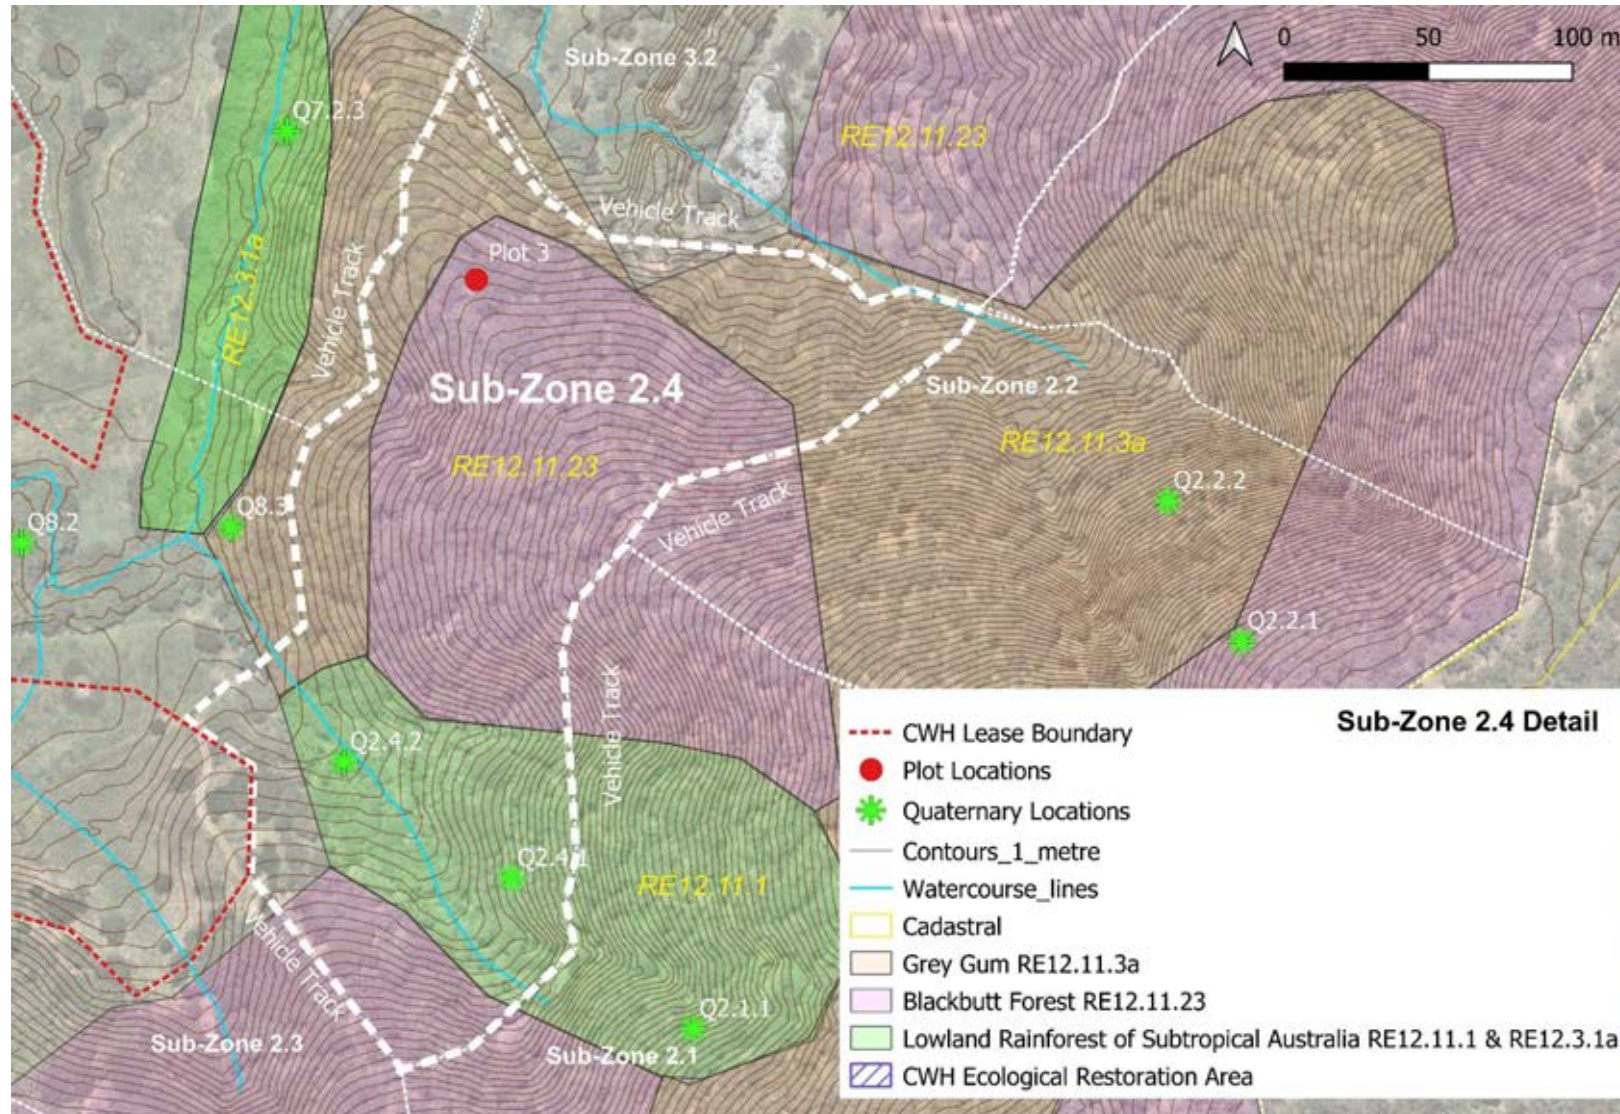 0 50 100 m
Sub-Zone 3.2
Q7.2.3
RE12.11.23
Vehicle Track
Plot 3
RE12.3.1a
Vehicle Track
Sub-Zone 2.4
Sub-Zone 2.2
RE12.11.23
RE12.11.3a
Q2.2.2
Q8.3
Q8.2
Vehicle Track
Q2.2.1
Vehicle Track
Q2.4.2
Q2.4.1
RE12.11.1
Vehicle Track
Q2.1.1
Sub-Zone 2.3
Sub-Zone 2.1
Sub-Zone 2.4 Detail
CWH Lease Boundary
Plot Locations
Quaternary Locations
Contours_1_metre
Watercourse_lines
Cadastral
Grey Gum RE12.11.3a
Blackbutt Forest RE12.11.23
Lowland Rainforest of Subtropical Australia RE12.11.1 & RE12.3.1a
CWH Ecological Restoration Area